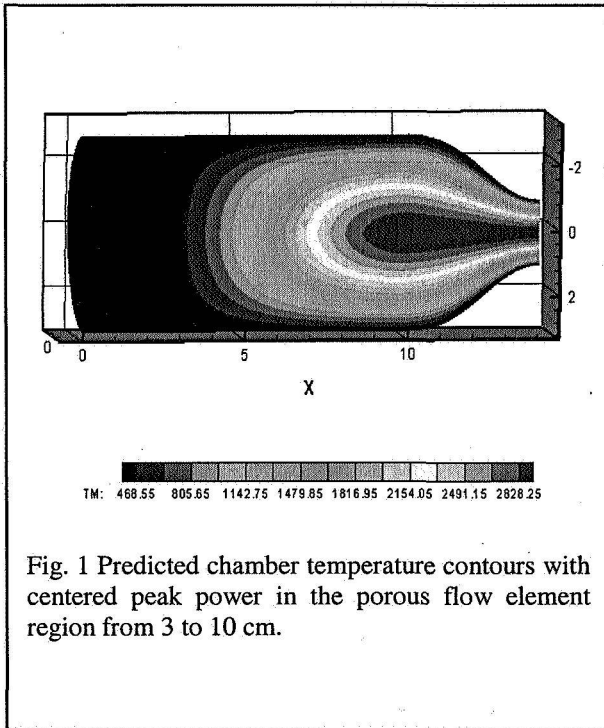 -2
0
2
0 0 5 10
X
TM: 468.55 805.65 1142.75 1479.85 1816.95 2154.05 2491.15 2828.25
Fig. 1 Predicted chamber temperature contours with
centered peak power in the porous flow element
region from 3 to 10 cm.